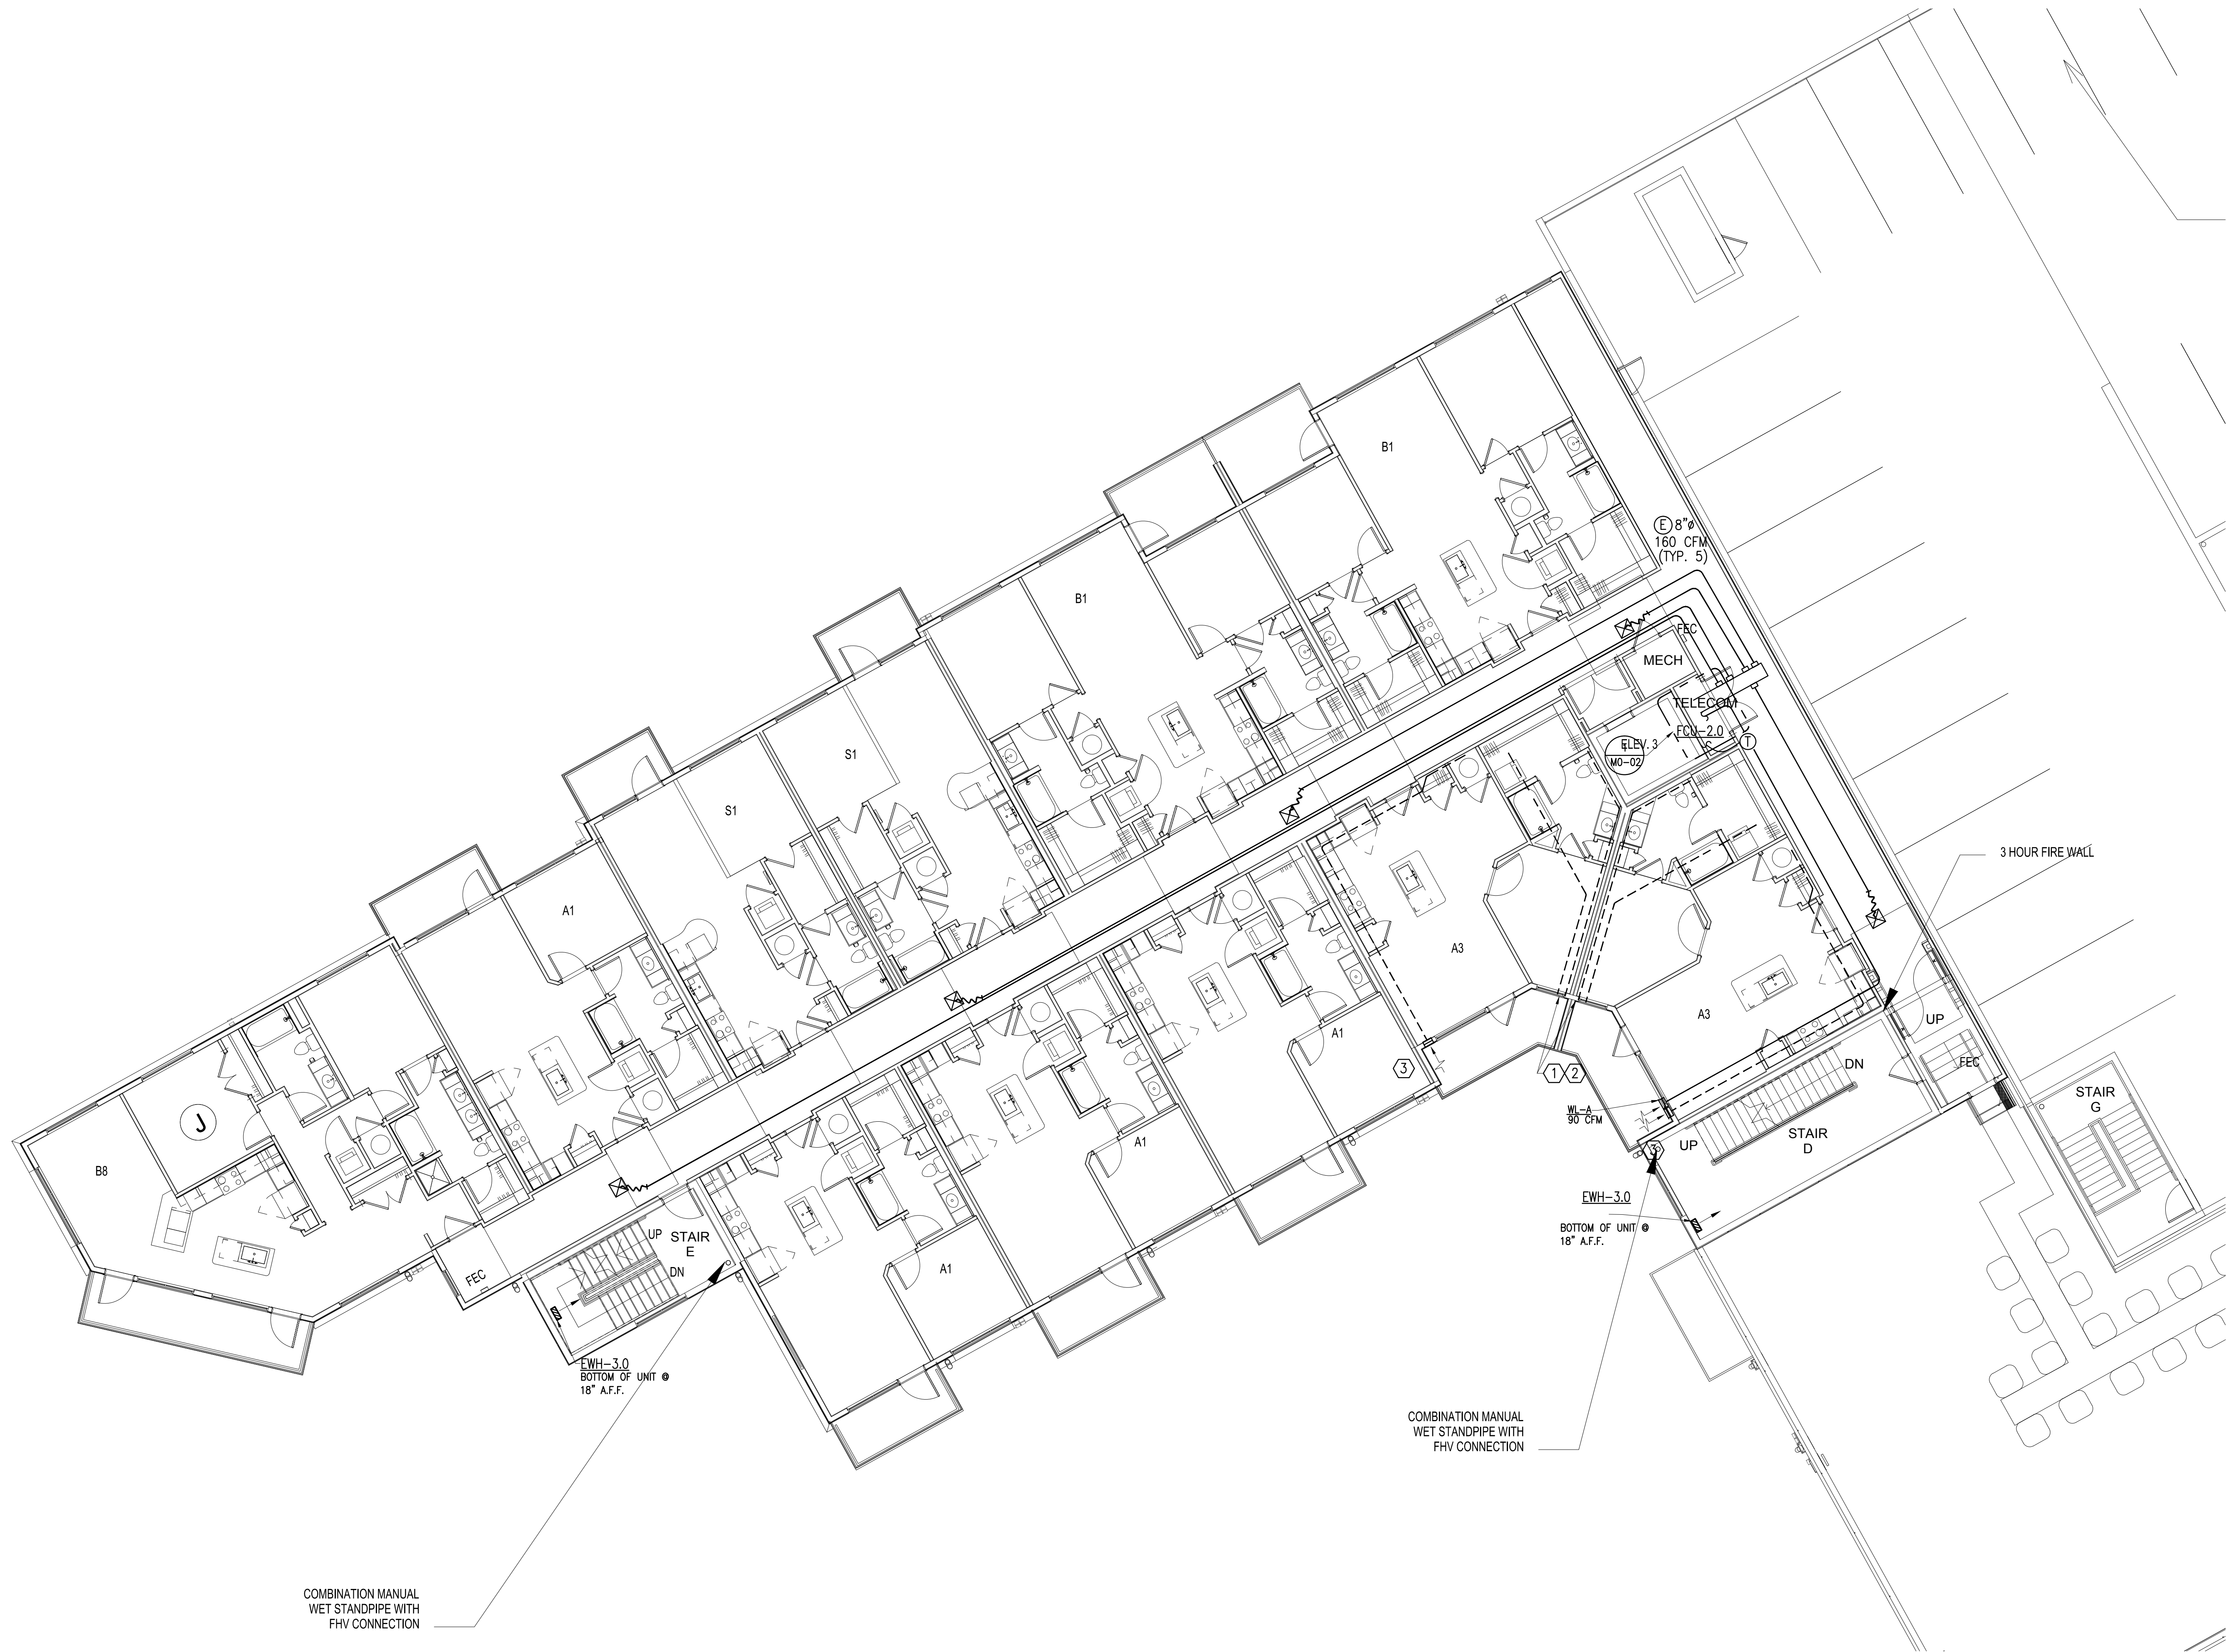 B1
E 8"ø
160 CFM
(TYP. 5)
B1
FEC
MECH
TELECOM
FCU-2.0
ELEV. 3
1
M0-02
T
S1
S1
3 HOUR FIRE WALL
A1
A3
A3
UP
FEC
DN
STAIR
G
A1
3
1
2
WL-A
90 CFM
STAIR
D
UP
3
J
B8
A1
EWH-3.0
BOTTOM OF UNIT @
18" A.F.F.
UP
STAIR
E
DN
FEC
A1
EWH-3.0
BOTTOM OF UNIT @
18" A.F.F.
COMBINATION MANUAL
WET STANDPIPE WITH
FHV CONNECTION
COMBINATION MANUAL
WET STANDPIPE WITH
FHV CONNECTION